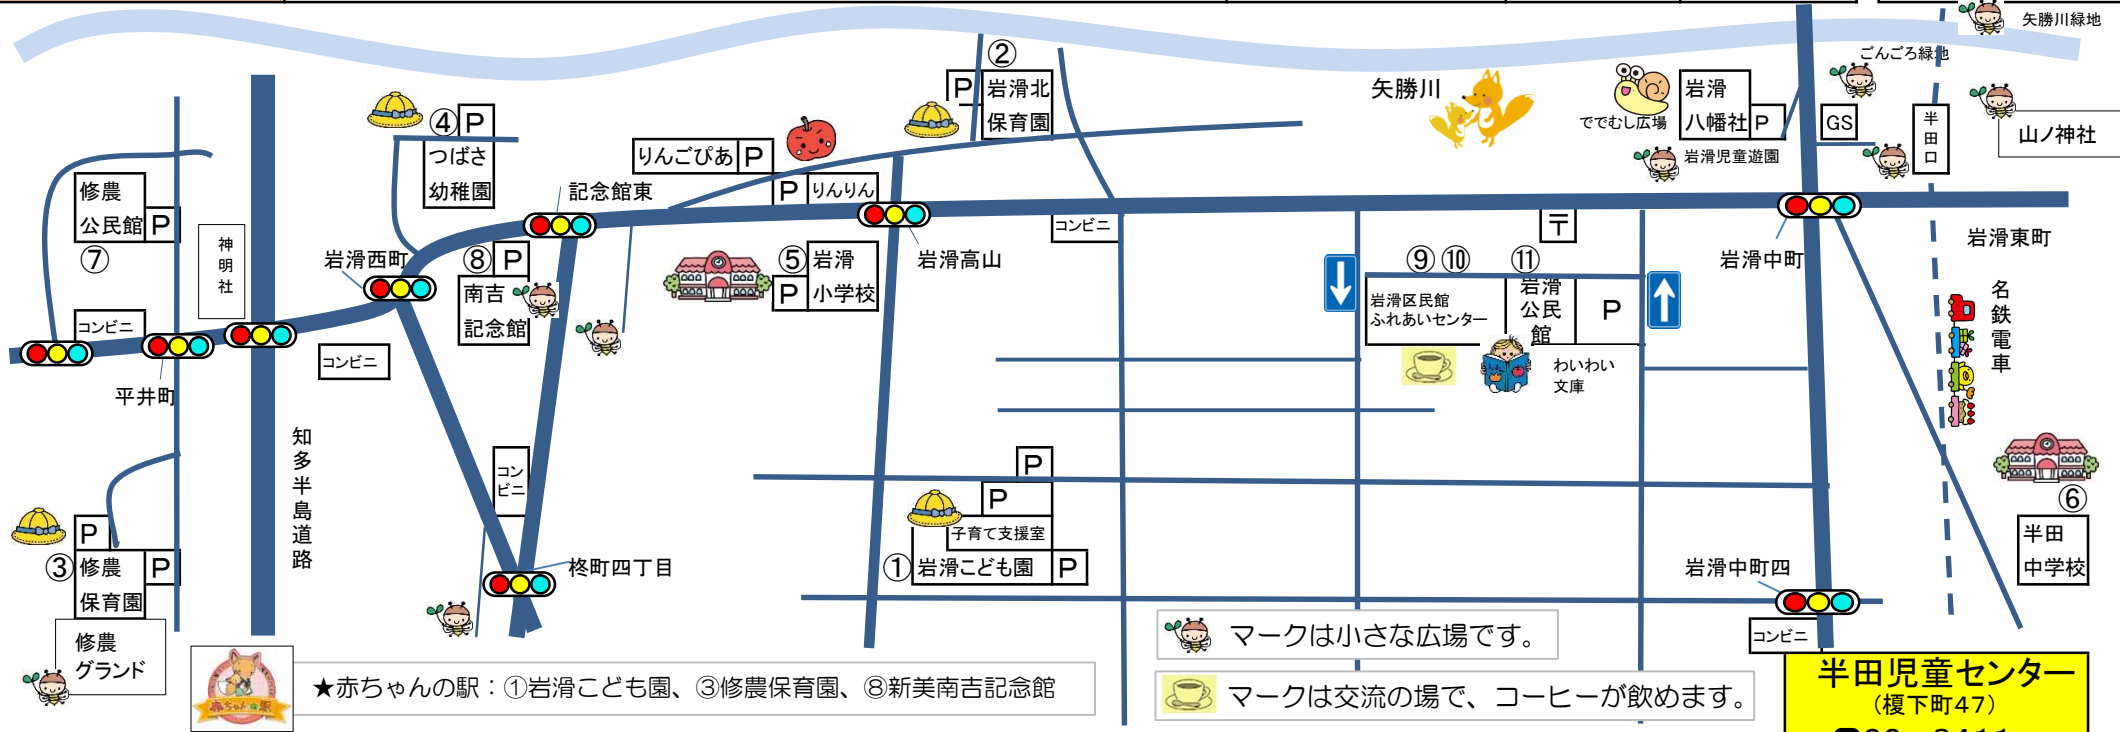 矢勝川緑地
ごんごろ緑地
②
P
岩滑北
保育園
矢勝川
ででむし広場
岩滑
八幡社
P
岩滑児童遊園
GS
半田口
山ノ神社
④
P
つばさ
幼稚園
りんごぴあ
P
P
りんりん
記念館東
修農
公民館
P
⑦
神明社
岩滑西町
⑧
P
南吉
記念館
⑤
岩滑
P
小学校
岩滑高山
コンビニ
〒
⑨
⑩
⑪
岩滑区民館
ふれあいセンター
岩滑
公民
館
P
わいわい
文庫
岩滑中町
岩滑東町
名鉄電車
コンビニ
コンビニ
平井町
知多半島道路
コン
ビニ
柊町四丁目
P
P
子育て支援室
①
岩滑こども園
P
P
③
修農
保育園
P
修農
グランド
岩滑中町四
コンビニ
⑥
半田
中学校
赤ちゃんの駅
★赤ちゃんの駅：①岩滑こども園、③修農保育園、⑧新美南吉記念館
マークは小さな広場です。
マークは交流の場で、コーヒーが飲めます。
半田児童センター
（榎下町47）